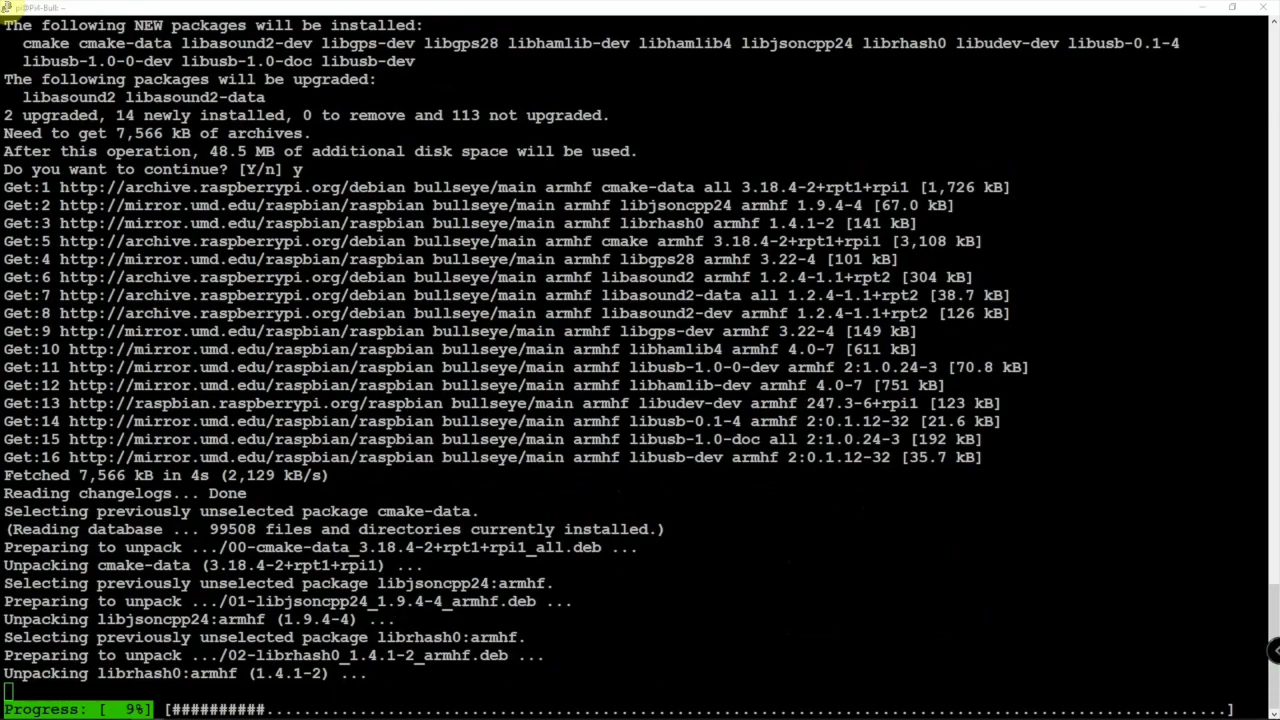 pi@Pi4-Bull: ~
The following NEW packages will be installed:
  cmake cmake-data libasound2-dev libgps-dev libgps28 libhamlib-dev libhamlib4 libjsoncpp24 librhash0 libudev-dev libusb-0.1-4
  libusb-1.0-0-dev libusb-1.0-doc libusb-dev
The following packages will be upgraded:
  libasound2 libasound2-data
2 upgraded, 14 newly installed, 0 to remove and 113 not upgraded.
Need to get 7,566 kB of archives.
After this operation, 48.5 MB of additional disk space will be used.
Do you want to continue? [Y/n] y
Get:1 http://archive.raspberrypi.org/debian bullseye/main armhf cmake-data all 3.18.4-2+rpt1+rpi1 [1,726 kB]
Get:2 http://mirror.umd.edu/raspbian/raspbian bullseye/main armhf libjsoncpp24 armhf 1.9.4-4 [67.0 kB]
Get:3 http://mirror.umd.edu/raspbian/raspbian bullseye/main armhf librhash0 armhf 1.4.1-2 [141 kB]
Get:5 http://archive.raspberrypi.org/debian bullseye/main armhf cmake armhf 3.18.4-2+rpt1+rpi1 [3,108 kB]
Get:4 http://mirror.umd.edu/raspbian/raspbian bullseye/main armhf libgps28 armhf 3.22-4 [101 kB]
Get:6 http://archive.raspberrypi.org/debian bullseye/main armhf libasound2 armhf 1.2.4-1.1+rpt2 [304 kB]
Get:7 http://archive.raspberrypi.org/debian bullseye/main armhf libasound2-data all 1.2.4-1.1+rpt2 [38.7 kB]
Get:8 http://archive.raspberrypi.org/debian bullseye/main armhf libasound2-dev armhf 1.2.4-1.1+rpt2 [126 kB]
Get:9 http://mirror.umd.edu/raspbian/raspbian bullseye/main armhf libgps-dev armhf 3.22-4 [149 kB]
Get:10 http://mirror.umd.edu/raspbian/raspbian bullseye/main armhf libhamlib4 armhf 4.0-7 [611 kB]
Get:11 http://mirror.umd.edu/raspbian/raspbian bullseye/main armhf libusb-1.0-0-dev armhf 2:1.0.24-3 [70.8 kB]
Get:12 http://mirror.umd.edu/raspbian/raspbian bullseye/main armhf libhamlib-dev armhf 4.0-7 [751 kB]
Get:13 http://raspbian.raspberrypi.org/raspbian bullseye/main armhf libudev-dev armhf 247.3-6+rpi1 [123 kB]
Get:14 http://mirror.umd.edu/raspbian/raspbian bullseye/main armhf libusb-0.1-4 armhf 2:0.1.12-32 [21.6 kB]
Get:15 http://mirror.umd.edu/raspbian/raspbian bullseye/main armhf libusb-1.0-doc all 2:1.0.24-3 [192 kB]
Get:16 http://mirror.umd.edu/raspbian/raspbian bullseye/main armhf libusb-dev armhf 2:0.1.12-32 [35.7 kB]
Fetched 7,566 kB in 4s (2,129 kB/s)
Reading changelogs... Done
Selecting previously unselected package cmake-data.
(Reading database ... 99508 files and directories currently installed.)
Preparing to unpack .../00-cmake-data_3.18.4-2+rpt1+rpi1_all.deb ...
Unpacking cmake-data (3.18.4-2+rpt1+rpi1) ...
Selecting previously unselected package libjsoncpp24:armhf.
Preparing to unpack .../01-libjsoncpp24_1.9.4-4_armhf.deb ...
Unpacking libjsoncpp24:armhf (1.9.4-4) ...
Selecting previously unselected package librhash0:armhf.
Preparing to unpack .../02-librhash0_1.4.1-2_armhf.deb ...
Unpacking librhash0:armhf (1.4.1-2) ...
Progress: [  9%] [##########.......................................................................................................]